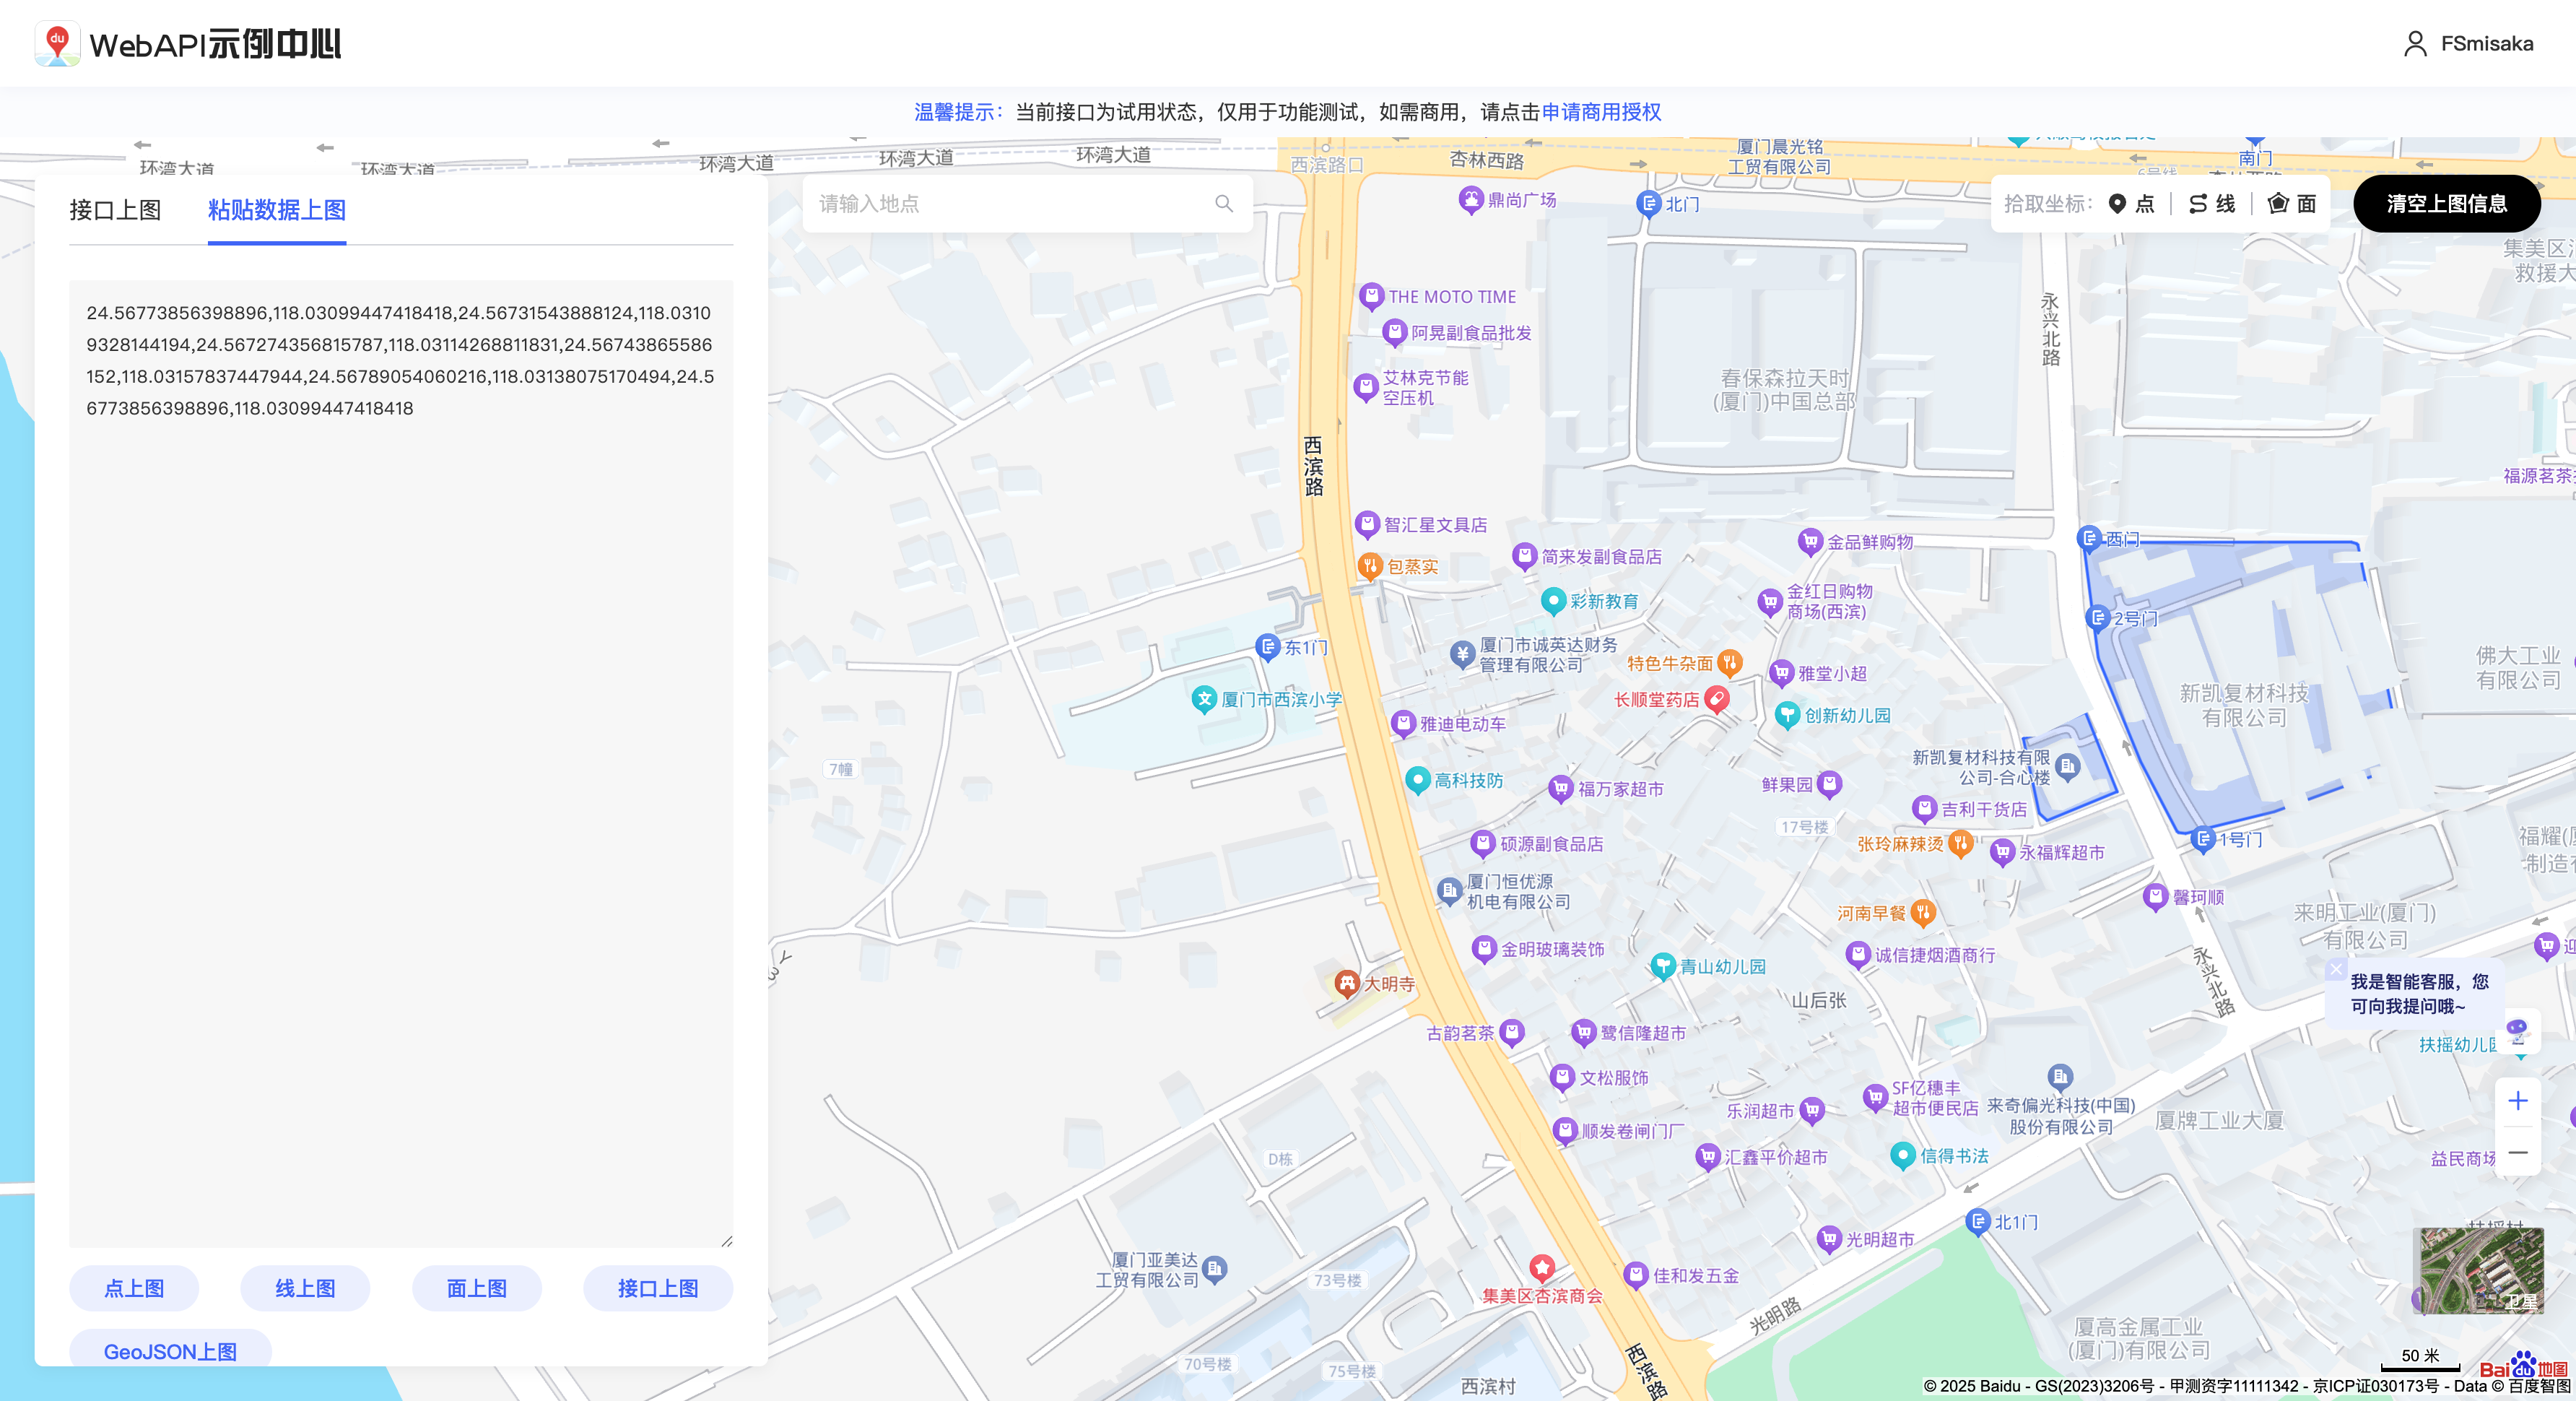 du WebAPI示例中心
FSmisaka
温馨提示：当前接口为试用状态，仅用于功能测试，如需商用，请点击申请商用授权
接口上图
粘贴数据上图
24.56773856398896,118.03099447418418,24.56731543888124,118.0310
9328144194,24.567274356815787,118.03114268811831,24.56743865586
152,118.03157837447944,24.56789054060216,118.03138075170494,24.5
6773856398896,118.03099447418418
点上图
线上图
面上图
接口上图
GeoJSON上图
请输入地点
拾取坐标：
点
线
面
清空上图信息
环湾大道
环湾大道
环湾大道
环湾大道
环湾大道
西滨路口
杏林西路
厦门晨光铭
工贸有限公司
南门
6号线
鼎尚广场
北门
集美区
救援大
THE MOTO TIME
阿晃副食品批发
艾林克节能
空压机
春保森拉天时
(厦门)中国总部
永兴北路
西滨路
福源茗茶
智汇星文具店
包蒸实
简来发副食品店
金品鲜购物
西门
彩新教育
金红日购物
商场(西滨)
2号门
东1门
厦门市诚英达财务
管理有限公司
特色牛杂面
雅堂小超
长顺堂药店
创新幼儿园
厦门市西滨小学
雅迪电动车
新凯复材科技
有限公司
佛大工业
有限公司
7幢
高科技防
福万家超市
鲜果园
新凯复材科技有限
公司-合心楼
吉利干货店
17号楼
硕源副食品店
张玲麻辣烫
永福辉超市
1号门
福耀(厦
制造有
厦门恒优源
机电有限公司
馨珂顺
河南早餐
来明工业(厦门)
有限公司
金明玻璃装饰
诚信捷烟酒商行
青山幼儿园
永兴北路
大明寺
山后张
我是智能客服，您
可向我提问哦~
古韵茗茶
鹭信隆超市
扶摇幼儿园
文松服饰
SF亿穗丰
超市便民店
乐润超市
来奇偏光科技(中国)
股份有限公司
厦牌工业大厦
顺发卷闸门厂
汇鑫平价超市
信得书法
益民商场
D栋
北1门
光明超市
扶摇村
厦门亚美达
工贸有限公司
73号楼
集美区杏滨商会
佳和发五金
光明路
卫星
厦高金属工业
(厦门)有限公司
70号楼
75号楼
西滨村
西滨路
50 米
Bai du 地图
© 2025 Baidu - GS(2023)3206号 - 甲测资字11111342 - 京ICP证030173号 - Data © 百度智图